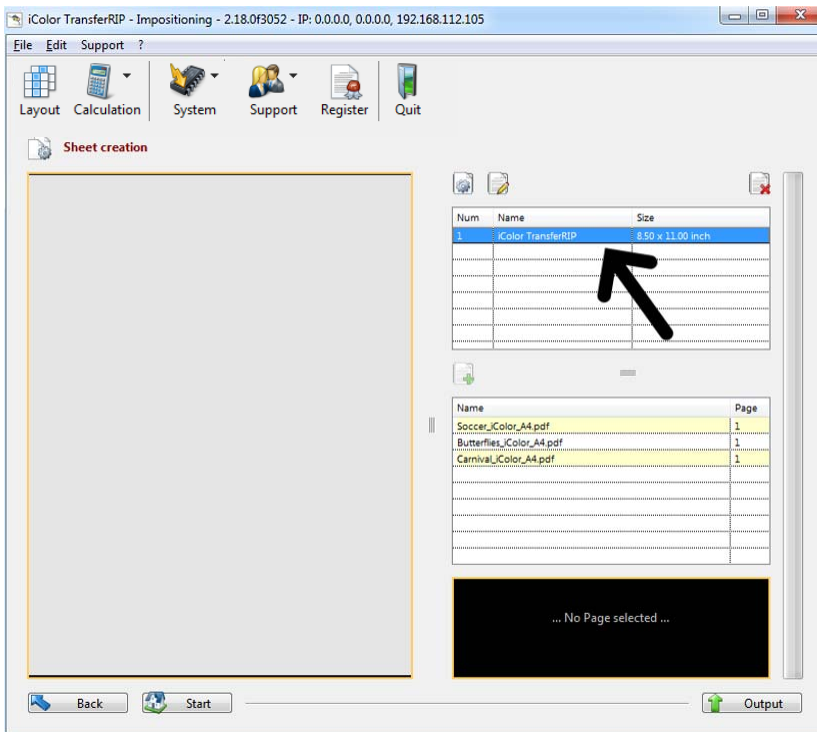 iColor TransferRIP - Impositioning - 2.18.0f3052 - IP: 0.0.0.0, 0.0.0.0, 192.168.112.105
File Edit Support ?
Layout Calculation System Support Register Quit
Sheet creation
Num Name Size
1 iColor TransferRIP 8.50 x 11.00 inch
Name Page
Soccer_iColor_A4.pdf 1
Butterflies_iColor_A4.pdf 1
Carnival_iColor_A4.pdf 1
... No Page selected ...
Back Start Output